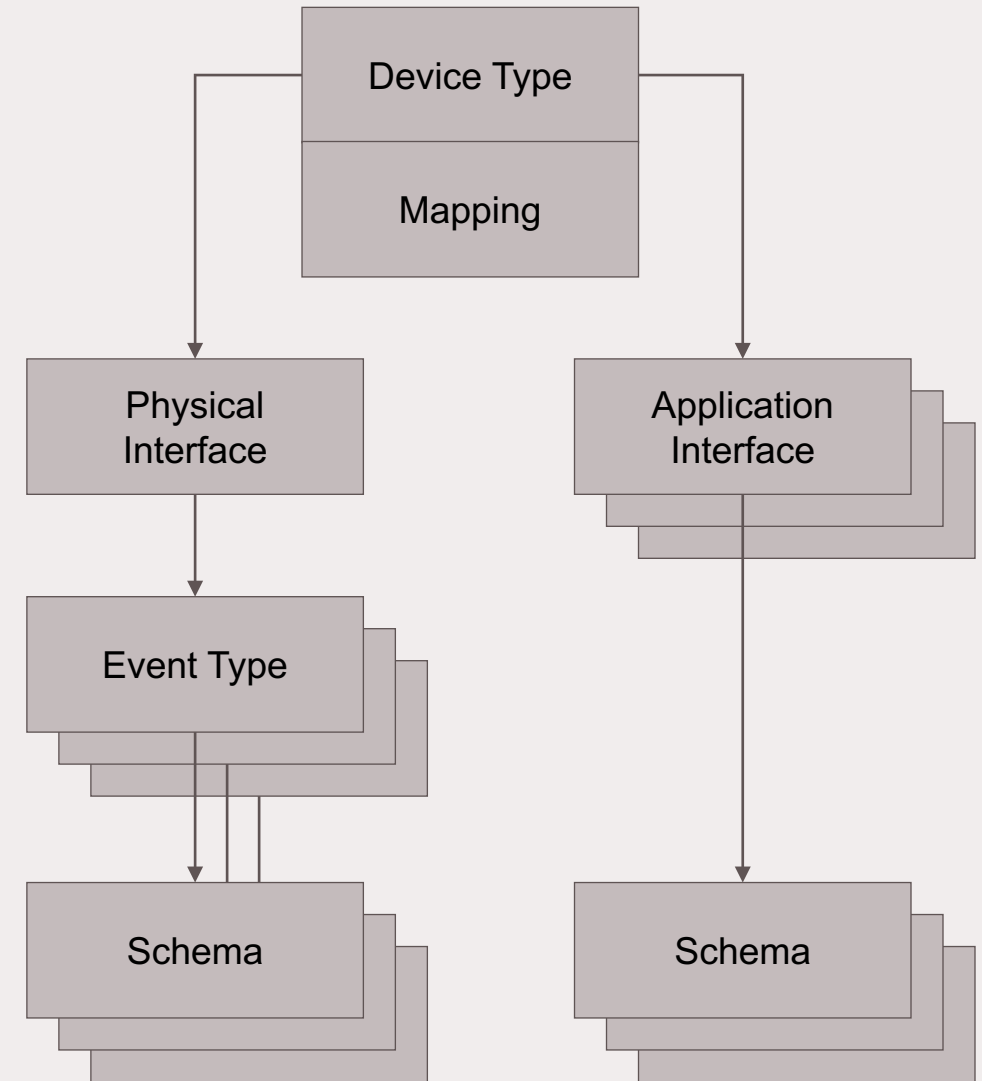 Device Type
Mapping
Physical
Interface
Application
Interface
Event Type
Schema
Schema